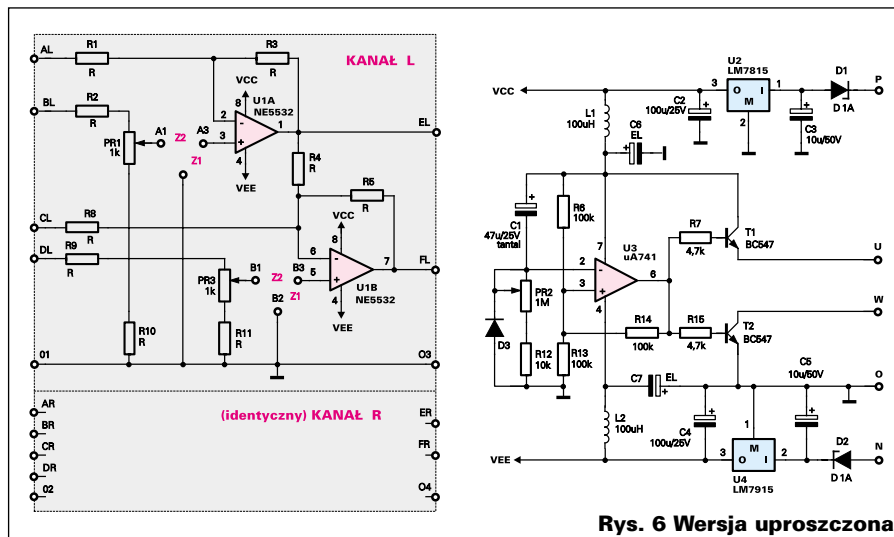 AL
R1
R
R3
R
KANAŁ L
VCC
8
U1A
NE5532
BL
R2
R
2
-
3
+
1
4
VEE
EL
PR1
1k
A1
Z2
A3
Z1
R4
R
R5
R
CL
R8
R
DL
R9
R
VCC
8
6
-
5
+
7
4
VEE
U1B
NE5532
FL
PR3
1k
B1
Z2
B3
Z1
B2
R10
R
R11
R
01
O3
AR
BR
CR
DR
02
(identyczny) KANAŁ R
ER
FR
O4
VCC
L1
100uH
C6
EL
C2
100u/25V
U2
LM7815
3
O
I
M
1
2
C3
10u/50V
D1
D1A
P
C1
47u/25V
tantal
R6
100k
7
U3
uA741
2
-
3
+
6
4
R7
4,7k
T1
BC547
U
PR2
1M
D3
R12
10k
R13
100k
R14
100k
R15
4,7k
T2
BC547
W
C7
EL
C5
10u/50V
O
L2
100uH
C4
100u/25V
1
M
3
O
I
2
U4
LM7915
D2
D1A
N
VEE
Rys. 6 Wersja uproszczona